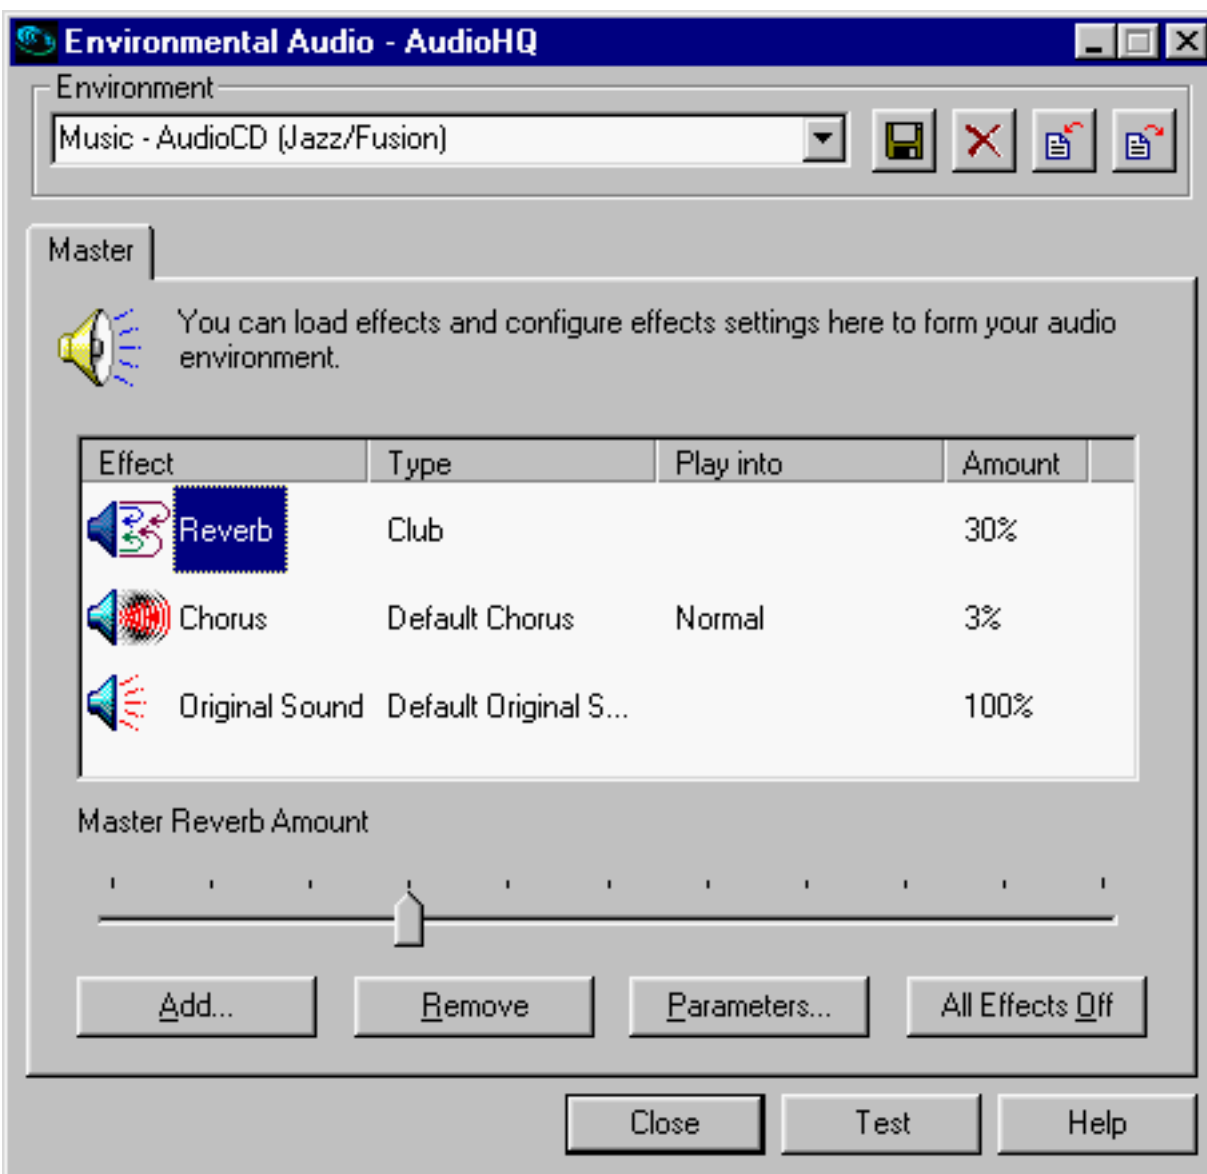 Environmental Audio - AudioHQ
Environment
Music - AudioCD (Jazz/Fusion)
Master
You can load effects and configure effects settings here to form your audio
environment.
Effect Type Play into Amount
Reverb Club 30%
Chorus Default Chorus Normal 3%
Original Sound Default Original S... 100%
Master Reverb Amount
Add... Remove Parameters... All Effects Off
Close Test Help